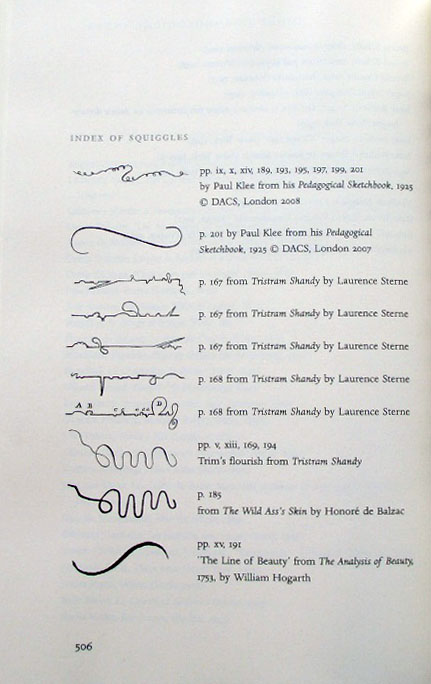 INDEX OF SQUIGGLES
pp. ix, x, xiv, 189, 193, 195, 197, 199, 201
by Paul Klee from his Pedagogical Sketchbook, 1925
© DACS, London 2008
p. 201 by Paul Klee from his Pedagogical
Sketchbook, 1925 © DACS, London 2007
p. 167 from Tristram Shandy by Laurence Sterne
p. 167 from Tristram Shandy by Laurence Sterne
p. 167 from Tristram Shandy by Laurence Sterne
p. 168 from Tristram Shandy by Laurence Sterne
A B D
p. 168 from Tristram Shandy by Laurence Sterne
pp. v, xiii, 169, 194
Trim's flourish from Tristram Shandy
p. 185
from The Wild Ass's Skin by Honoré de Balzac
pp. xv, 191
'The Line of Beauty' from The Analysis of Beauty,
1753, by William Hogarth
506